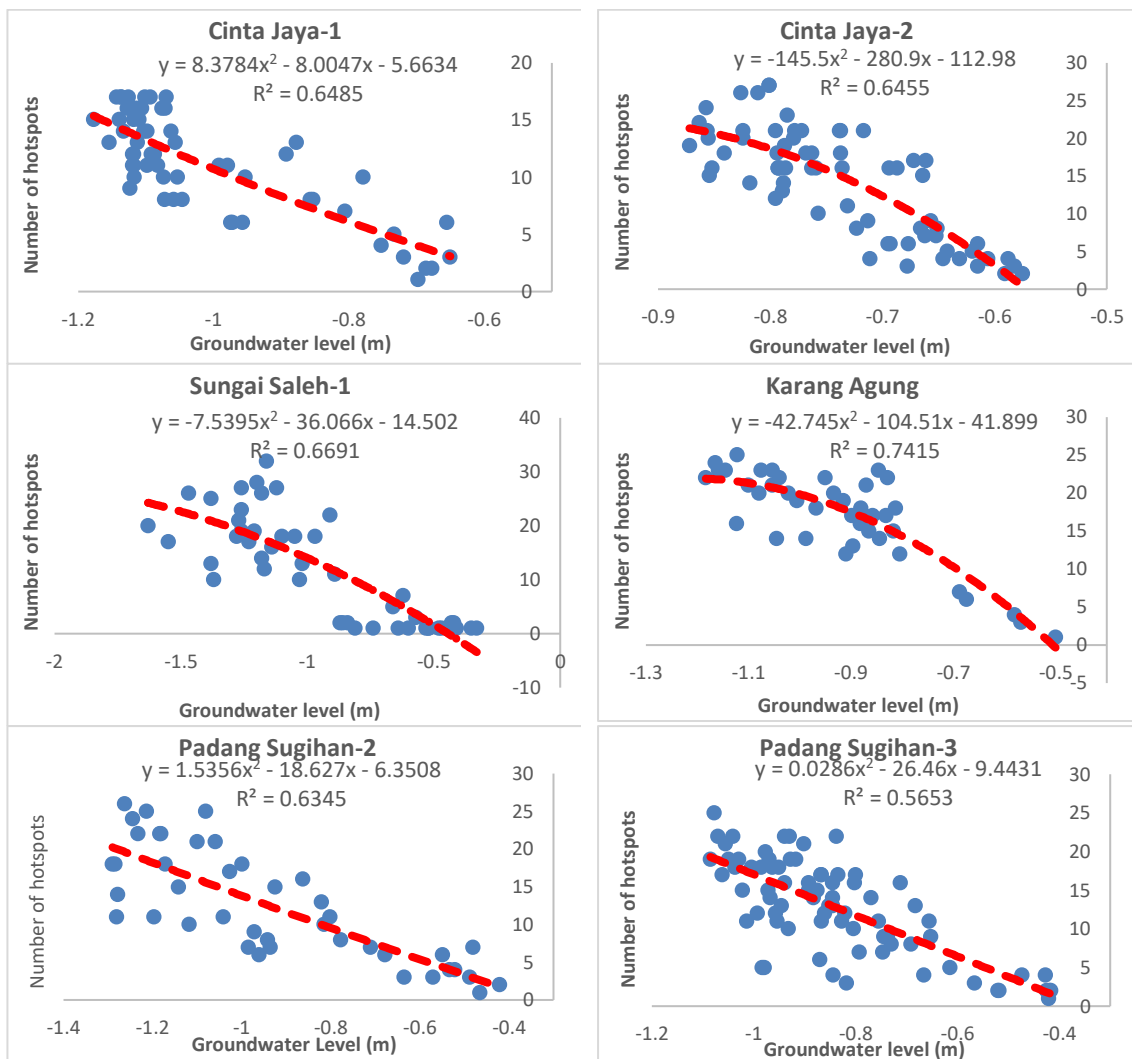 Cinta Jaya-1
y = 8.3784x² - 8.0047x - 5.6634
R² = 0.6485
20
15
10
5
0
-1.2 -1 -0.8 -0.6
Number of hotspots
Groundwater level (m)
Cinta Jaya-2
y = -145.5x² - 280.9x - 112.98
R² = 0.6455
30
25
20
15
10
5
0
-0.9 -0.8 -0.7 -0.6 -0.5
Number of hotspots
Groundwater level (m)
Sungai Saleh-1
y = -7.5395x² - 36.066x - 14.502
R² = 0.6691
40
30
20
10
0
-10
-2 -1.5 -1 -0.5 0
Number of hotspots
Groundwater level (m)
Karang Agung
y = -42.745x² - 104.51x - 41.899
R² = 0.7415
30
25
20
15
10
5
0
-5
-1.3 -1.1 -0.9 -0.7 -0.5
Number of hotspots
Groundwater level (m)
Padang Sugihan-2
y = 1.5356x² - 18.627x - 6.3508
R² = 0.6345
30
25
20
15
10
5
0
-1.4 -1.2 -1 -0.8 -0.6 -0.4
Number of hotspots
Groundwater Level (m)
Padang Sugihan-3
y = 0.0286x² - 26.46x - 9.4431
R² = 0.5653
30
25
20
15
10
5
0
-1.2 -1 -0.8 -0.6 -0.4
Number of hotspots
Groundwater level (m)